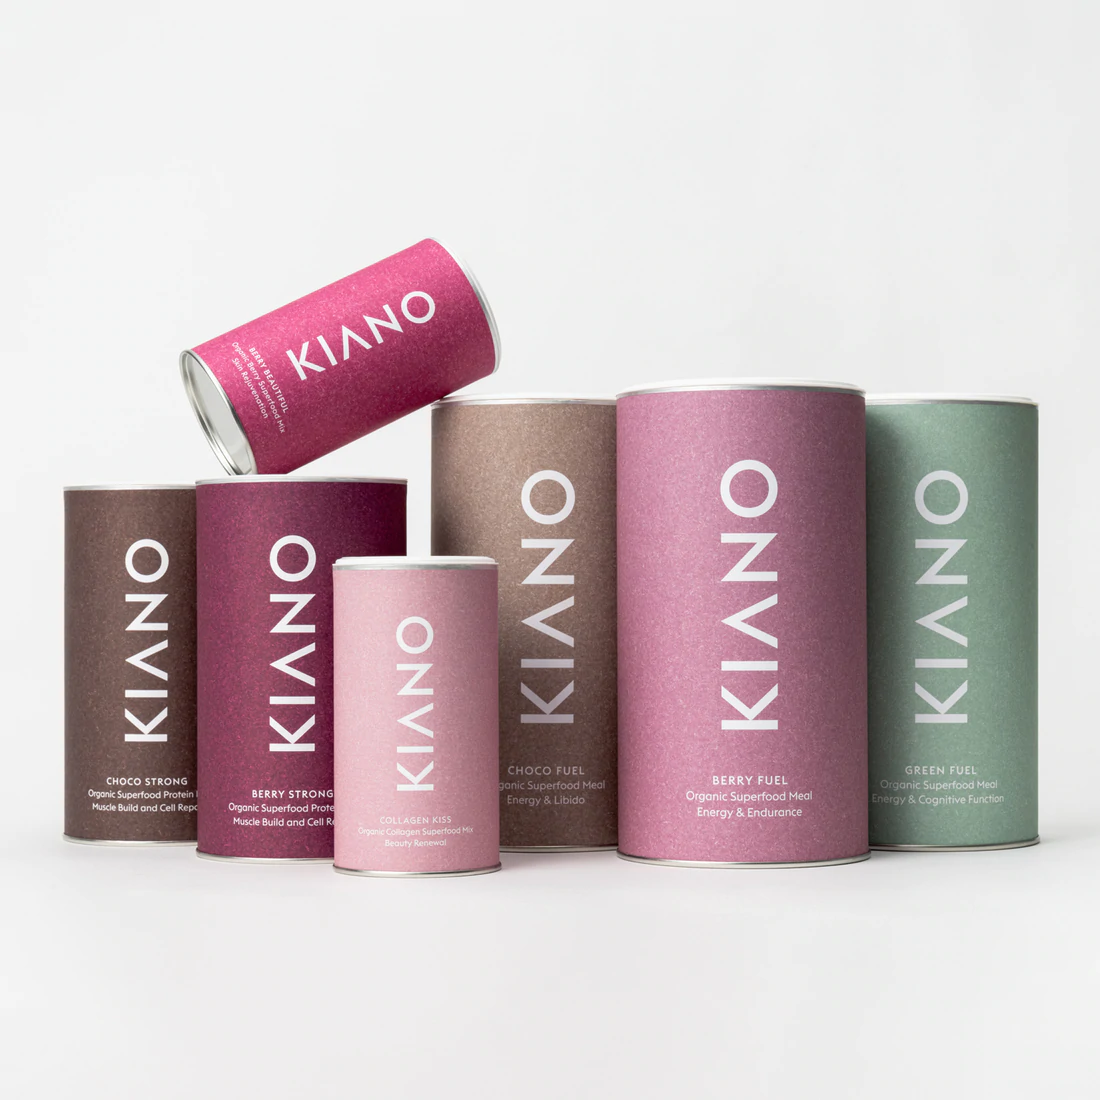 KIANO
BERRY BEAUTIFUL
Organic Berry Superfood Mix
Skin Rejuvenation
KIANO
CHOCO STRONG
Organic Superfood Protein
Muscle Build and Cell
KIANO
BERRY STRONG
Organic Superfood
Muscle Build and Cell
KIANO
COLLAGEN KISS
Organic Collagen Superfood Mix
Beauty Renewal
KIANO
CHOCO FUEL
Superfood Meal
Energy & Libido
KIANO
BERRY FUEL
Organic Superfood Meal
Energy & Endurance
KIANO
GREEN FUEL
Organic Superfood Meal
Energy & Cognitive Function